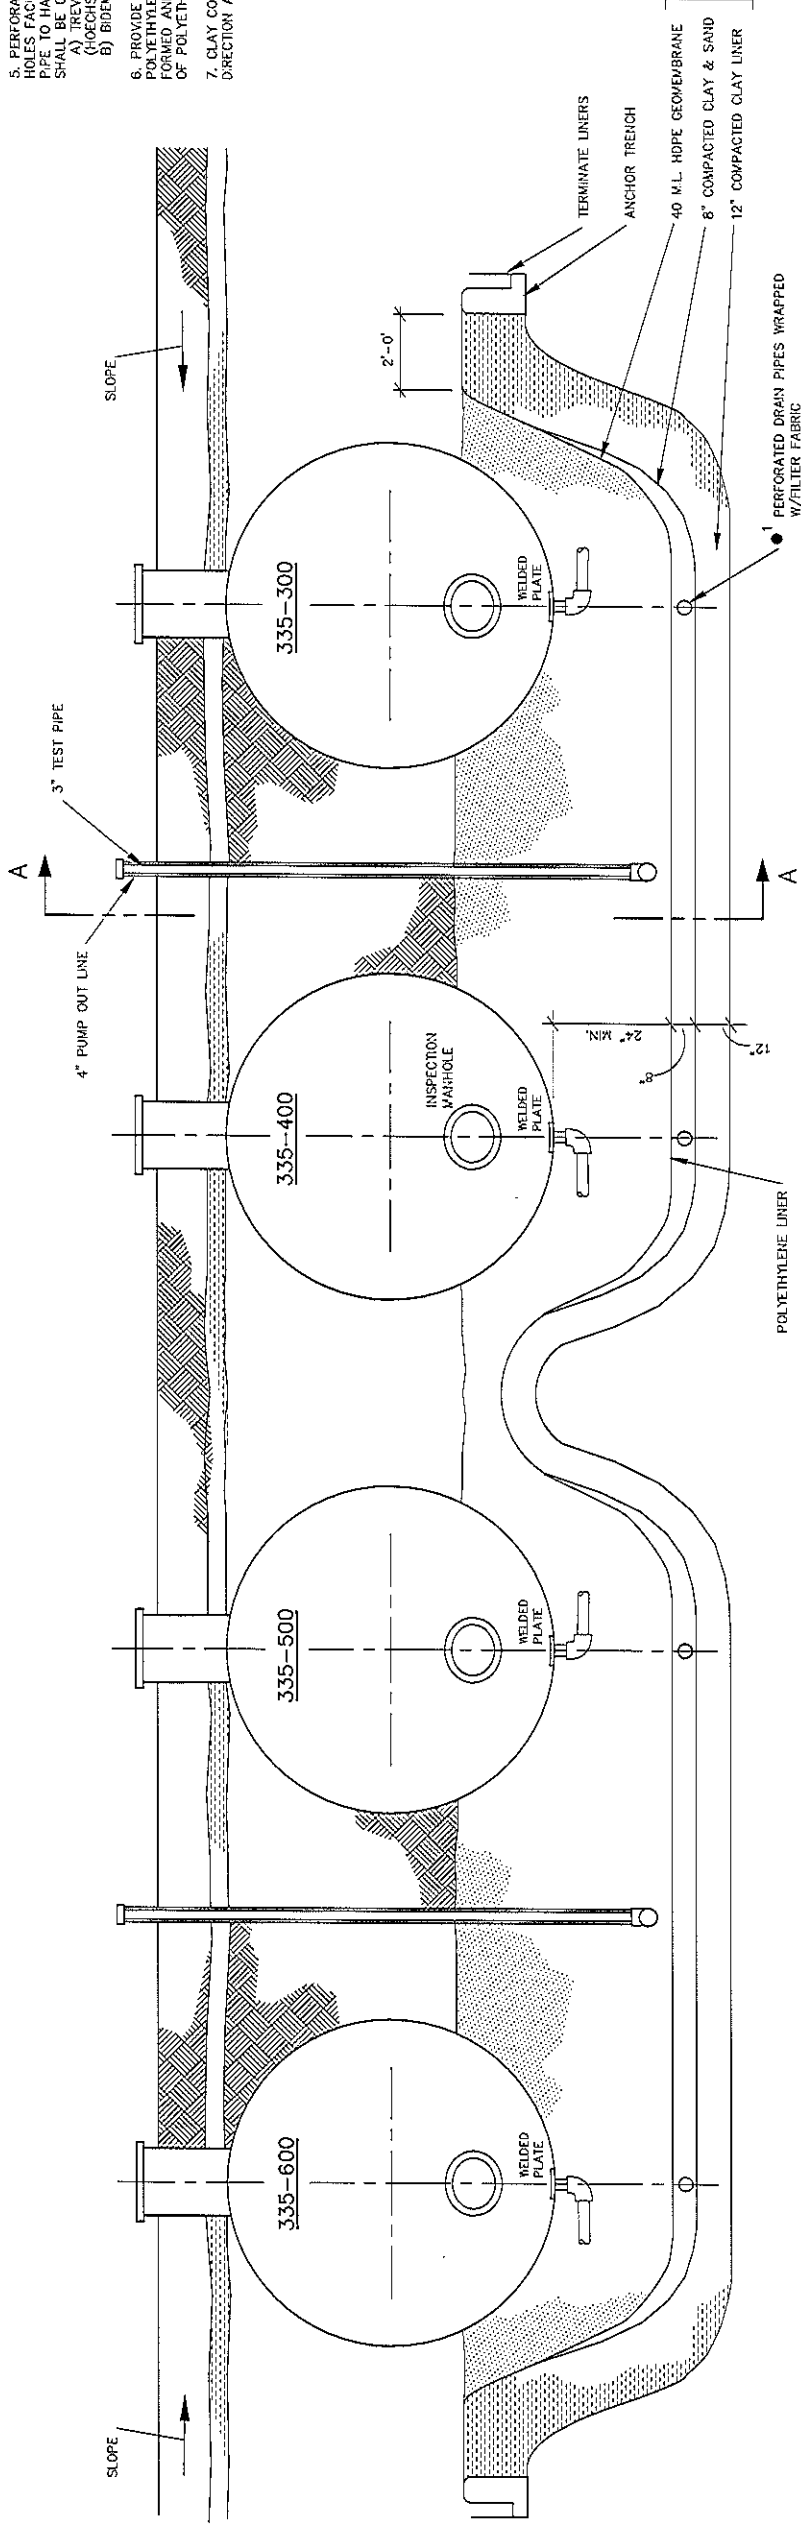 5. PERFORA
HOLES FACI
PIPE TO HA
SHALL BE
A) TREV
(HOECHS
B) BIDEM
6. PROVIDE
POLYETHYLE
FORMED AN
OF POLYETH
7. CLAY CO
DIRECTION A
SLOPE
4" PUMP OUT LINE
3" TEST PIPE
A
SLOPE
335-600
335-500
335-400
335-300
INSPECTION
MANHOLE
WELDED
PLATE
WELDED
PLATE
WELDED
PLATE
WELDED
PLATE
2'-0'
24" MIN.
8"
12"
TERMINATE LINERS
ANCHOR TRENCH
40 MIL HDPE GEOMEMBRANE
8" COMPACTED CLAY & SAND
12" COMPACTED CLAY LINER
POLYETHYLENE LINER
A
1
PERFORATED DRAIN PIPES WRAPPED
W/FILTER FABRIC